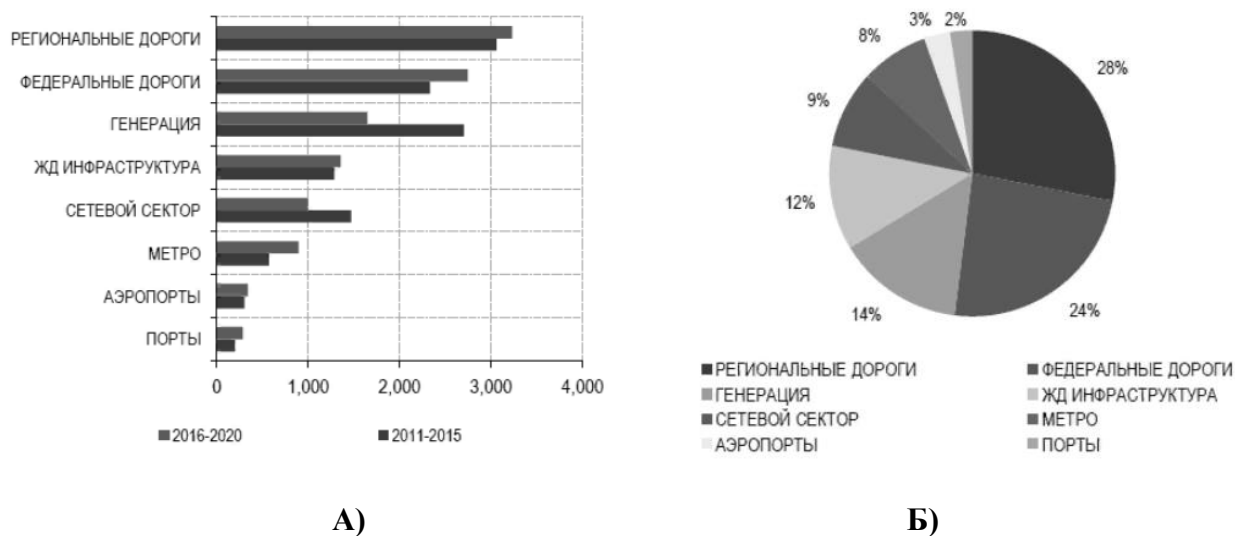 РЕГИОНАЛЬНЫЕ ДОРОГИ
ФЕДЕРАЛЬНЫЕ ДОРОГИ
ГЕНЕРАЦИЯ
ЖД ИНФРАСТРУКТУРА
СЕТЕВОЙ СЕКТОР
МЕТРО
АЭРОПОРТЫ
ПОРТЫ
0 1,000 2,000 3,000 4,000
2016-2020 2011-2015
А)
3% 2%
8%
28%
9%
12%
14%
24%
РЕГИОНАЛЬНЫЕ ДОРОГИ ФЕДЕРАЛЬНЫЕ ДОРОГИ
ГЕНЕРАЦИЯ ЖД ИНФРАСТРУКТУРА
СЕТЕВОЙ СЕКТОР МЕТРО
АЭРОПОРТЫ ПОРТЫ
Б)